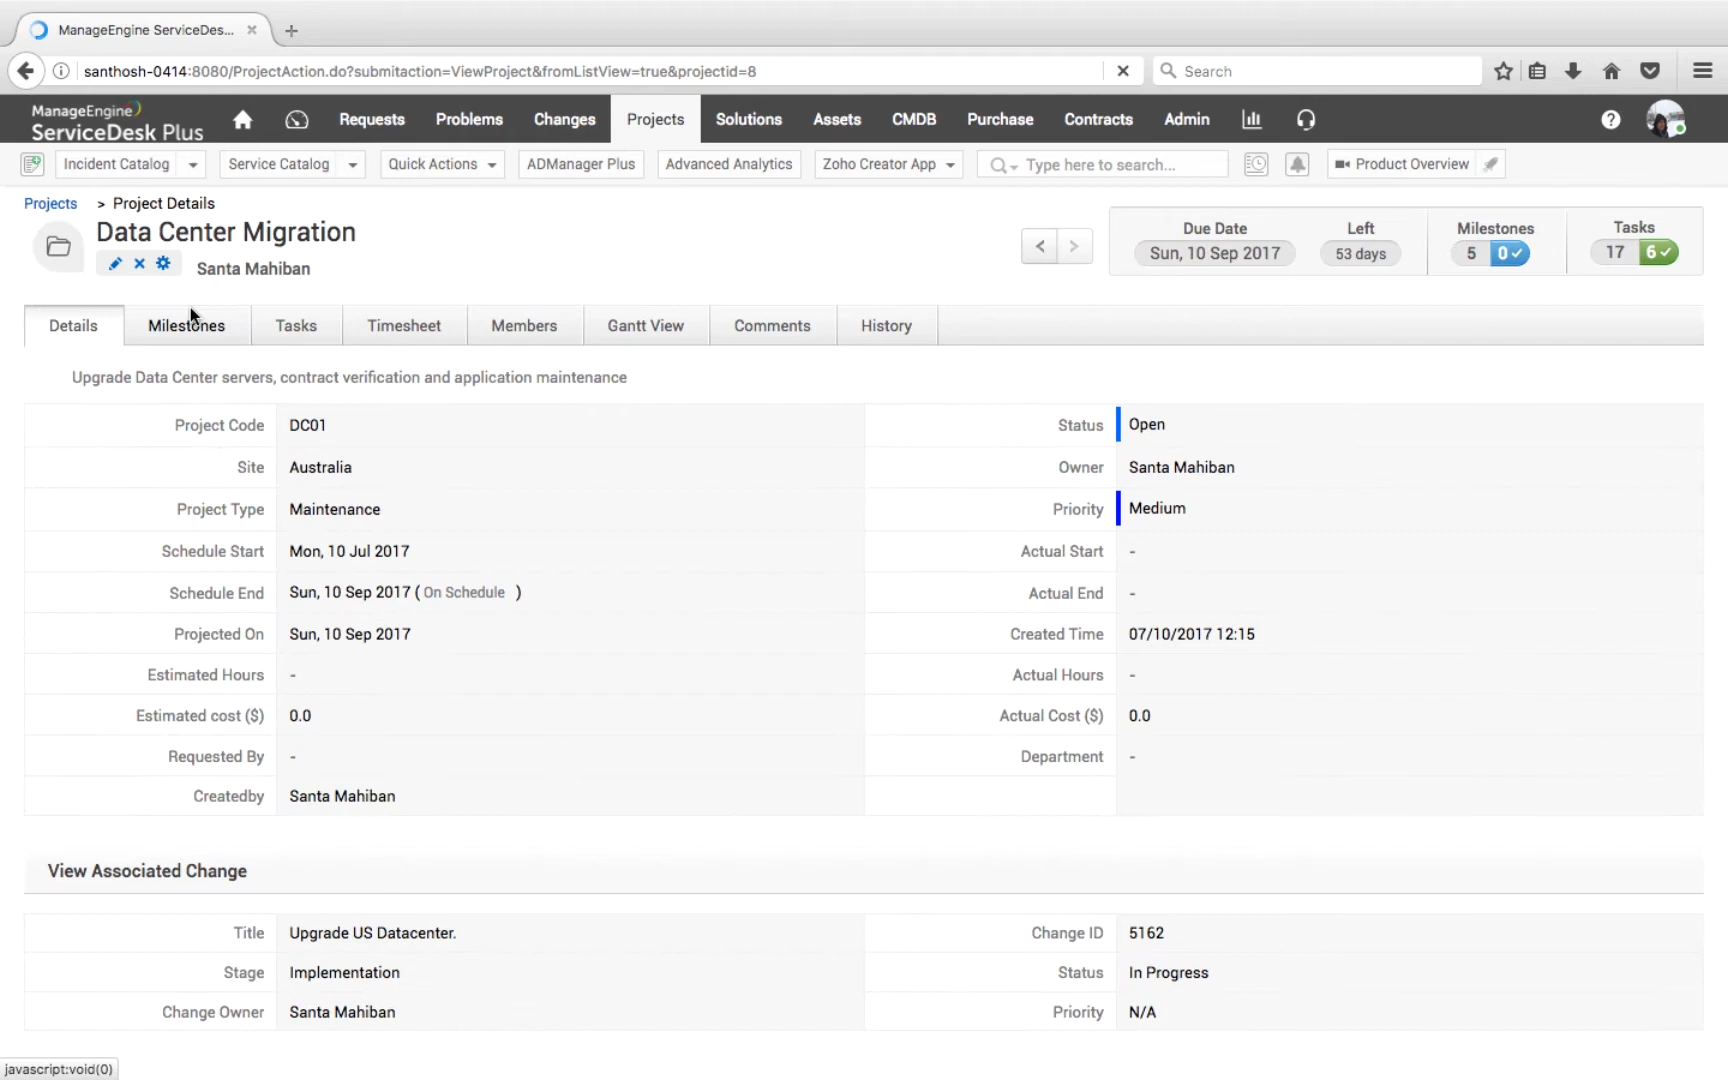 ManageEngine ServiceDes...
santhosh-0414:8080/ProjectAction.do?submitaction=ViewProject&fromListView=true&projectid=8
Search
ManageEngine
ServiceDesk Plus
Requests Problems Changes Projects Solutions Assets CMDB Purchase Contracts Admin
Incident Catalog Service Catalog Quick Actions ADManager Plus Advanced Analytics Zoho Creator App Type here to search... Product Overview
Projects > Project Details
Data Center Migration
Santa Mahiban
Due Date Left Milestones Tasks
Sun, 10 Sep 2017 53 days 5 0 17 6
Details Milestones Tasks Timesheet Members Gantt View Comments History
Upgrade Data Center servers, contract verification and application maintenance
Project Code DC01 Status Open
Site Australia Owner Santa Mahiban
Project Type Maintenance Priority Medium
Schedule Start Mon, 10 Jul 2017 Actual Start -
Schedule End Sun, 10 Sep 2017 ( On Schedule ) Actual End -
Projected On Sun, 10 Sep 2017 Created Time 07/10/2017 12:15
Estimated Hours - Actual Hours -
Estimated cost ($) 0.0 Actual Cost ($) 0.0
Requested By - Department -
Createdby Santa Mahiban
View Associated Change
Title Upgrade US Datacenter. Change ID 5162
Stage Implementation Status In Progress
Change Owner Santa Mahiban Priority N/A
javascript:void(0)